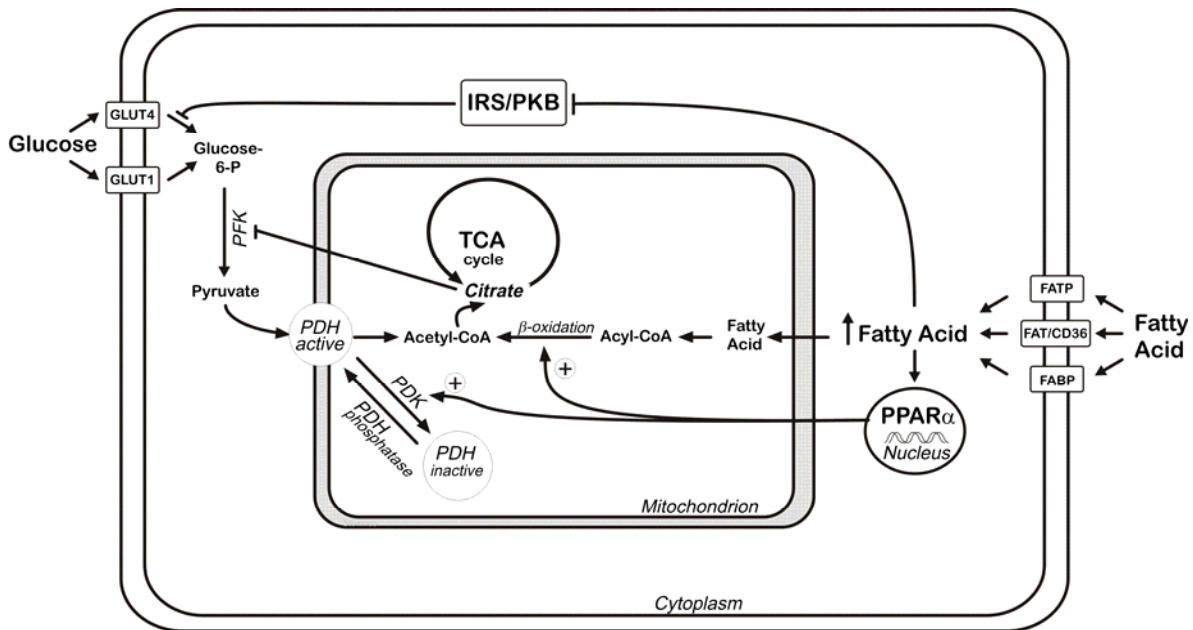 IRS/PKB
GLUT4
Glucose
GLUT1
Glucose-
6-P
PFK
Pyruvate
TCA
cycle
Citrate
PDH
active
Acetyl-CoA
β-oxidation
Acyl-CoA
Fatty
Acid
Fatty Acid
FATP
FAT/CD36
FABP
Fatty
Acid
+
+
PDK
PDH
phosphatase
PDH
inactive
PPARα
Nucleus
Mitochondrion
Cytoplasm